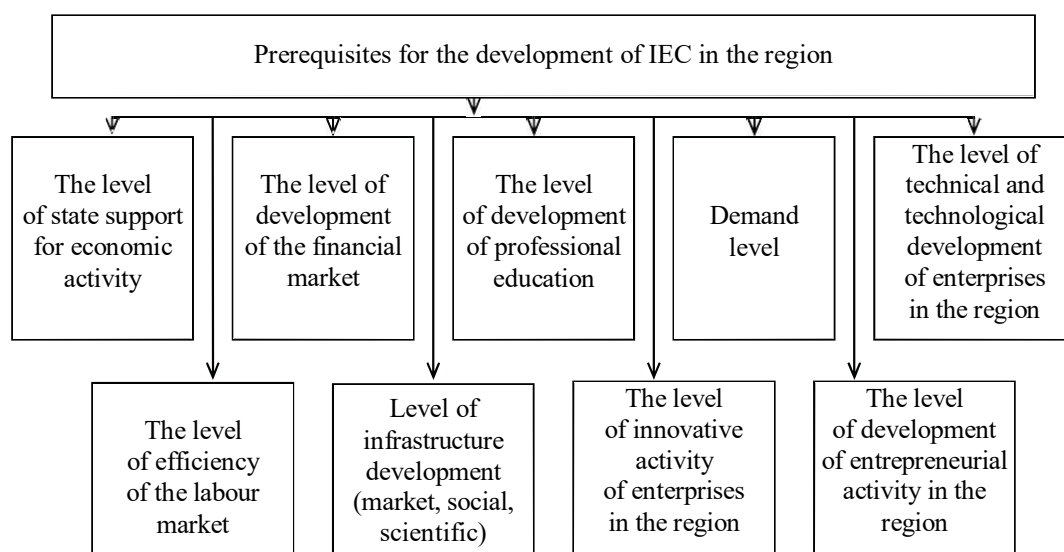 Prerequisites for the development of IEC in the region
The level
of state support
for economic
activity
The level of
development
of the financial
market
The level
of development
of professional
education
Demand
level
The level of
technical and
technological
development
of enterprises
in the region
The level
of efficiency
of the labour
market
Level of
infrastructure
development
(market, social,
scientific)
The level
of innovative
activity
of enterprises
in the region
The level
of development
of entrepreneurial
activity in the
region